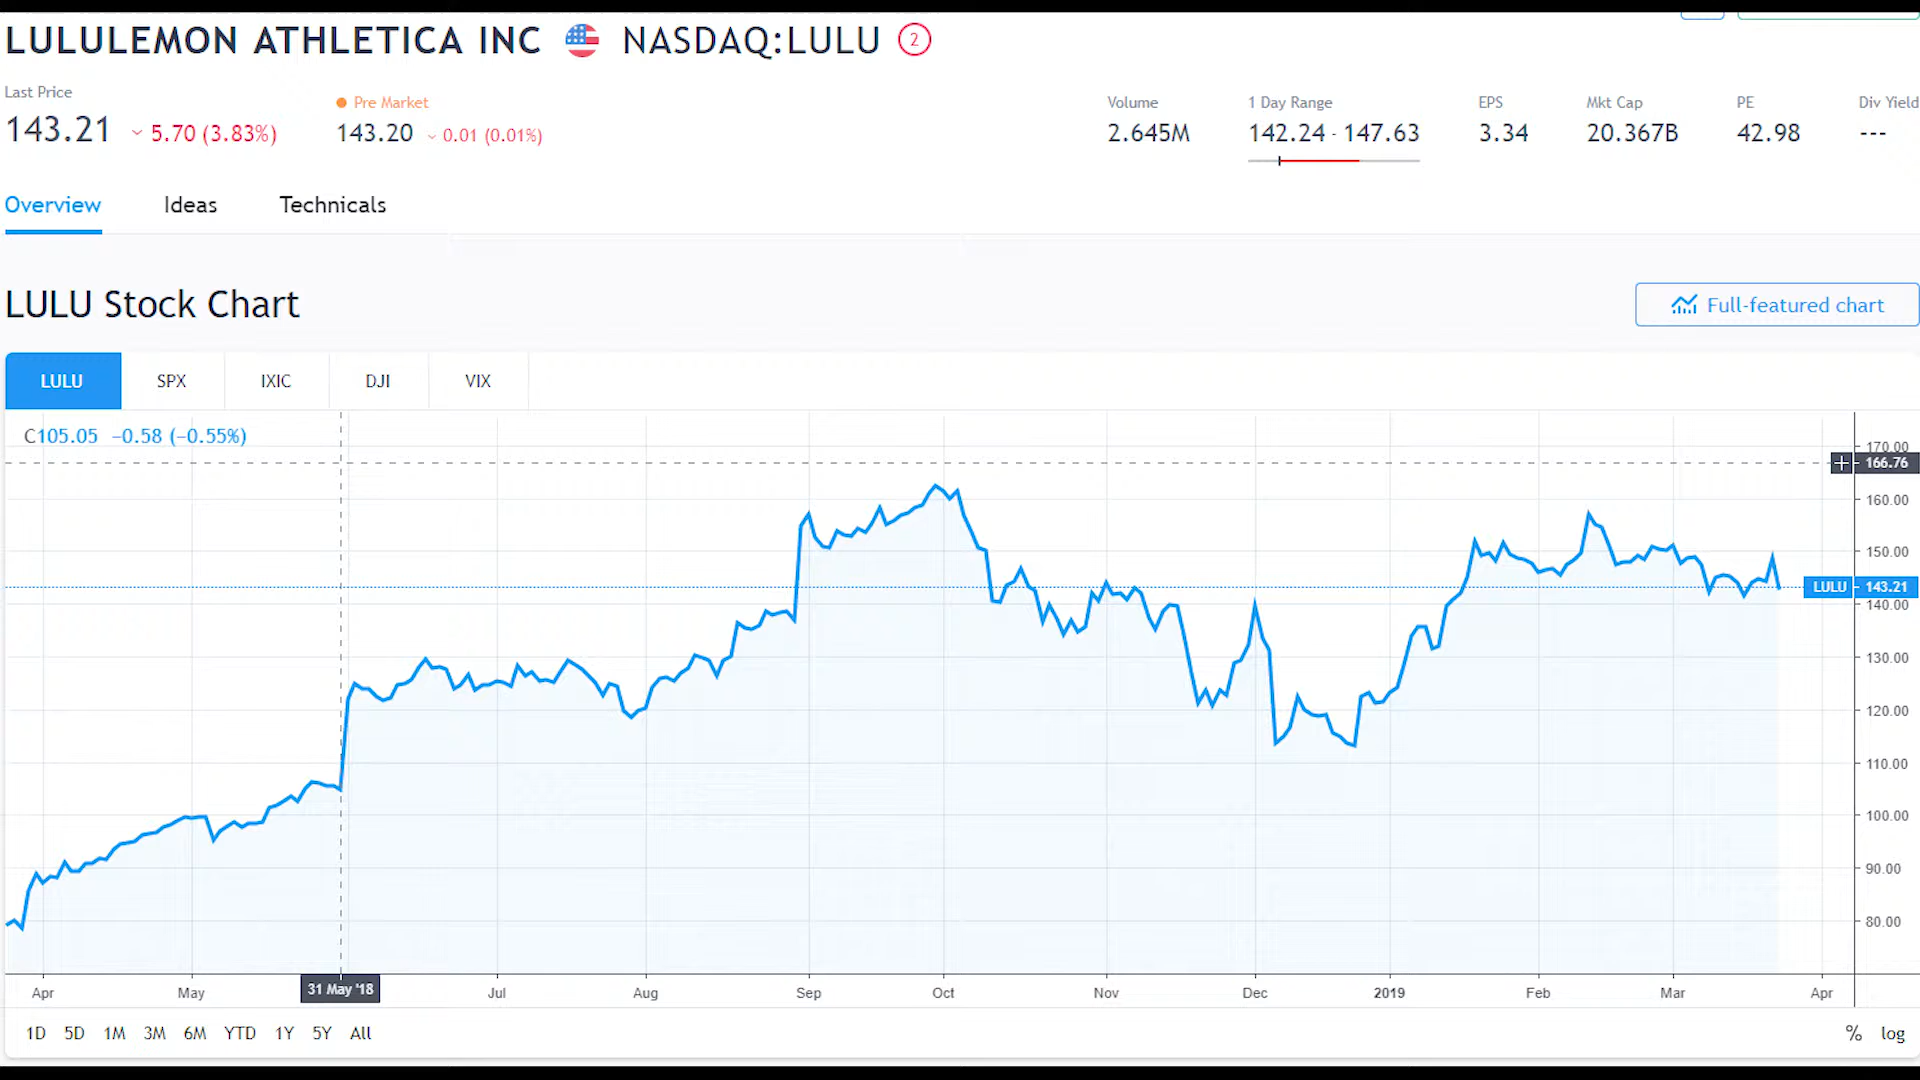 LULULEMON ATHLETICA INC NASDAQ:LULU 2
Last Price
143.21 5.70 (3.83%)
Pre Market
143.20 0.01 (0.01%)
Volume
2.645M
1 Day Range
142.24 - 147.63
EPS
3.34
Mkt Cap
20.367B
PE
42.98
Div Yield
---
Overview Ideas Technicals
LULU Stock Chart
Full-featured chart
LULU SPX IXIC DJI VIX
C105.05 −0.58 (−0.55%)
170.00
166.76
160.00
150.00
LULU 143.21
140.00
130.00
120.00
110.00
100.00
90.00
80.00
Apr May 31 May '18 Jul Aug Sep Oct Nov Dec 2019 Feb Mar Apr
1D 5D 1M 3M 6M YTD 1Y 5Y All % log